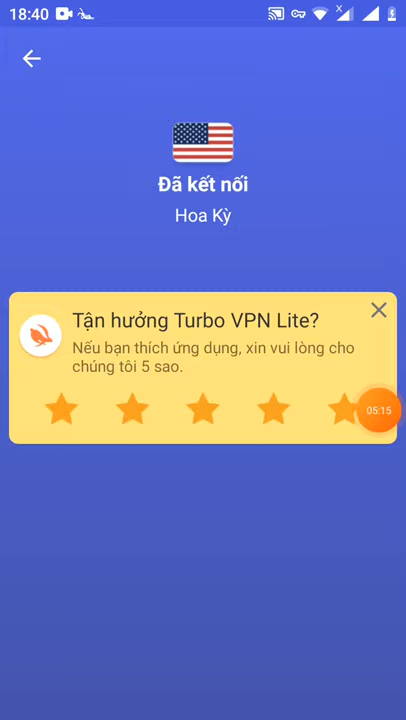 18:40
Đã kết nối
Hoa Kỳ
Tận hưởng Turbo VPN Lite?
Nếu bạn thích ứng dụng, xin vui lòng cho
chúng tôi 5 sao.
05:15